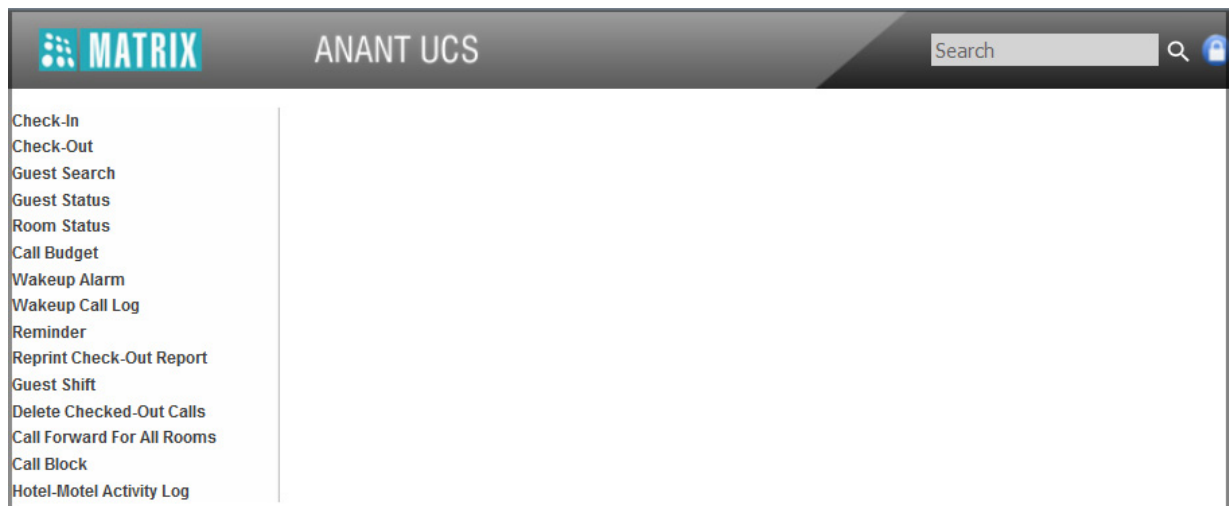 MATRIX
ANANT UCS
Search
Check-In
Check-Out
Guest Search
Guest Status
Room Status
Call Budget
Wakeup Alarm
Wakeup Call Log
Reminder
Reprint Check-Out Report
Guest Shift
Delete Checked-Out Calls
Call Forward For All Rooms
Call Block
Hotel-Motel Activity Log